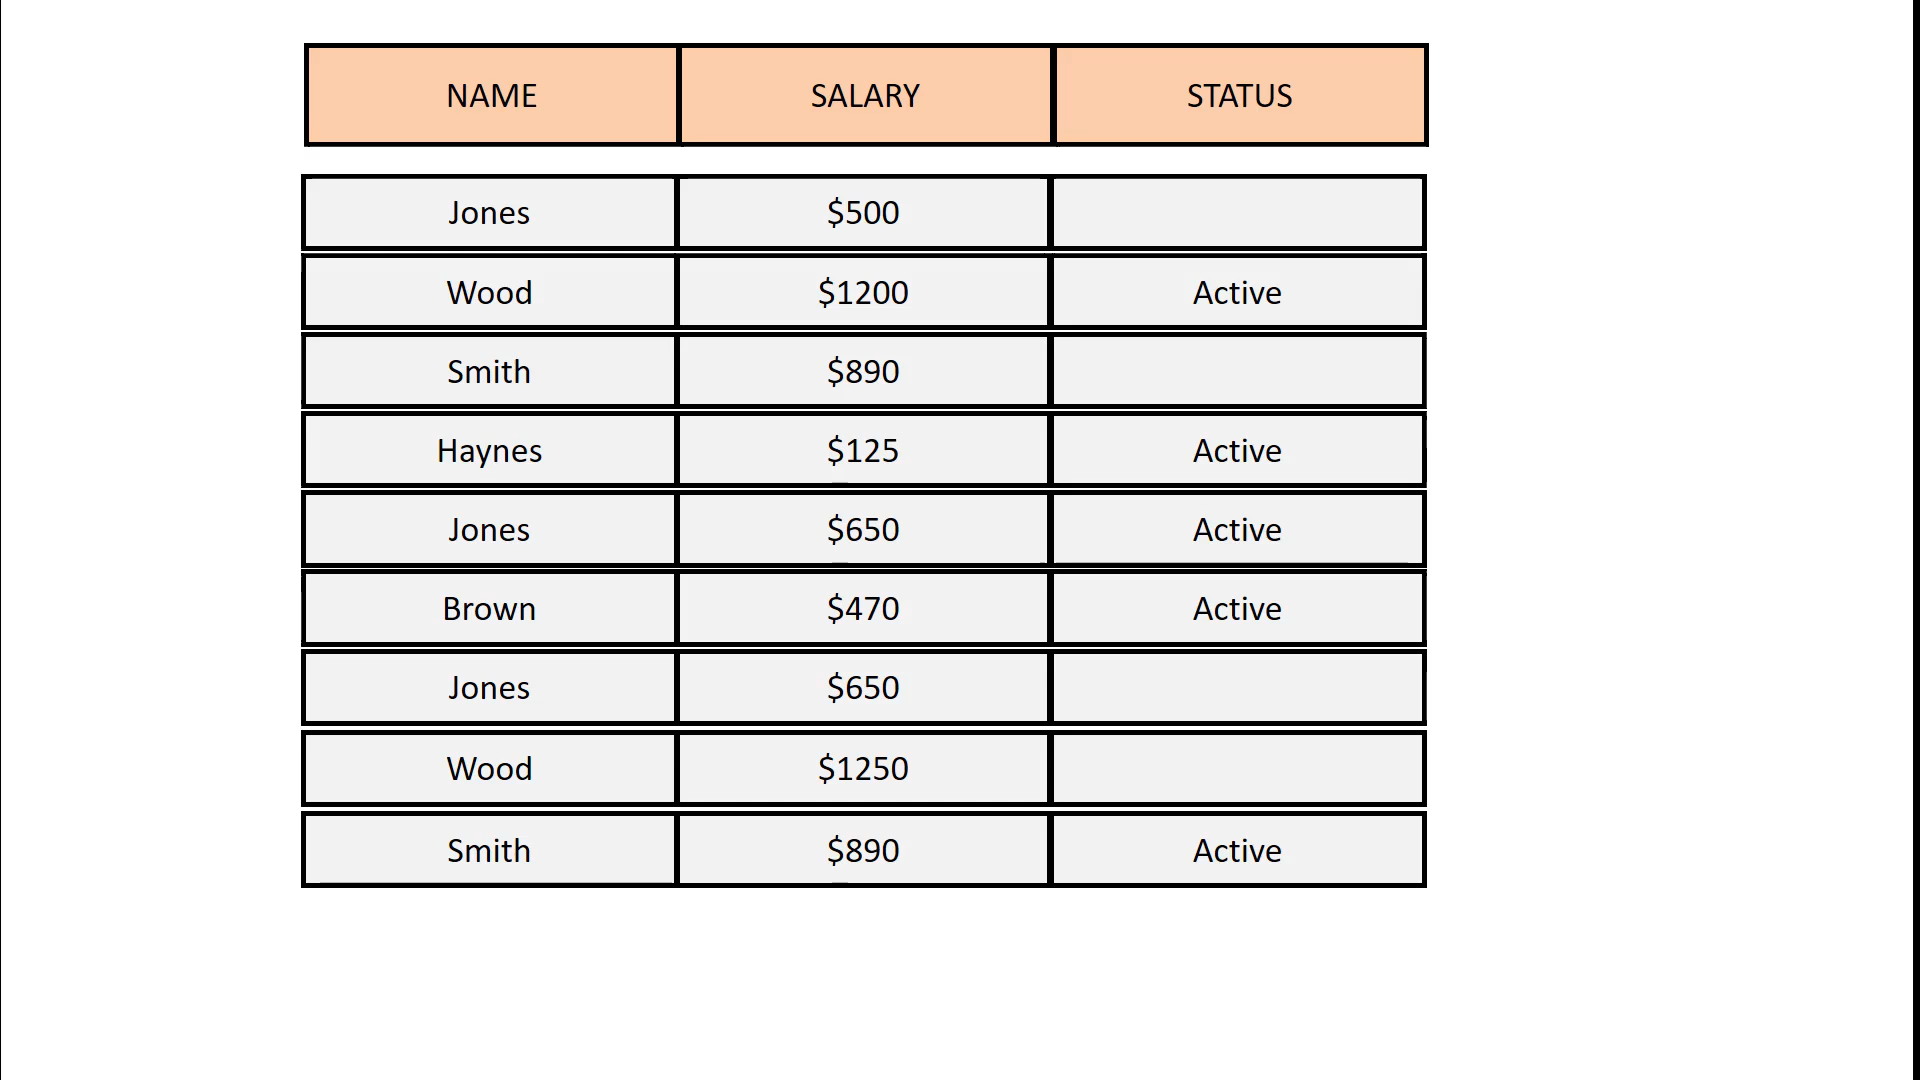 NAME SALARY STATUS
Jones $500
Wood $1200 Active
Smith $890
Haynes $125 Active
Jones $650 Active
Brown $470 Active
Jones $650
Wood $1250
Smith $890 Active